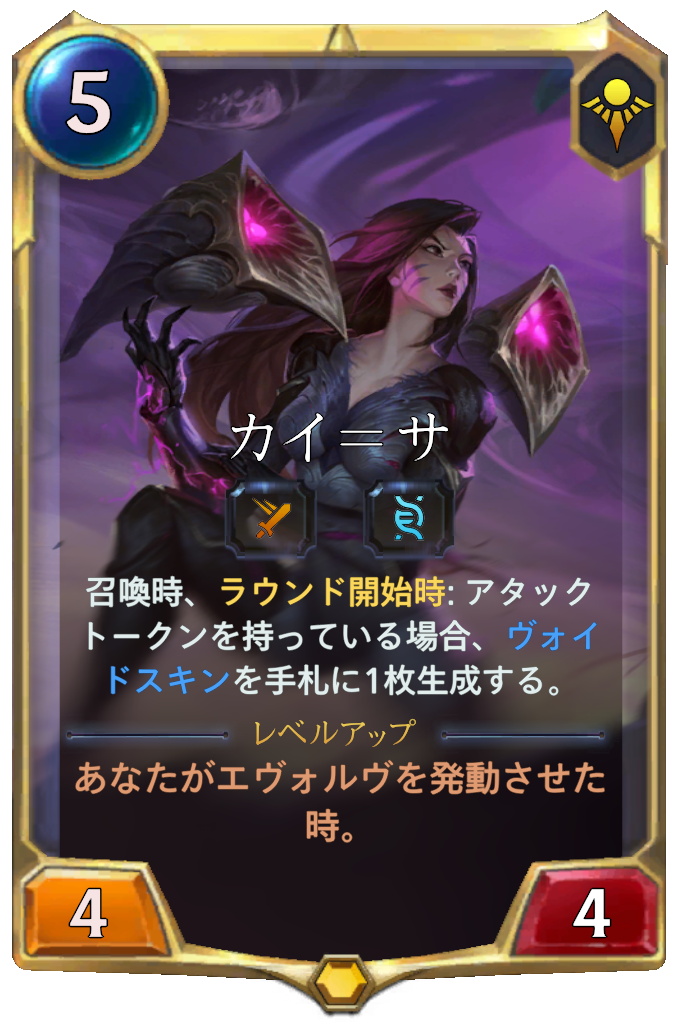 5
カイ＝サ
召喚時、ラウンド開始時: アタック
トークンを持っている場合、ヴォイ
ドスキンを手札に1枚生成する。
レベルアップ
あなたがエヴォルヴを発動させた
時。
4
4